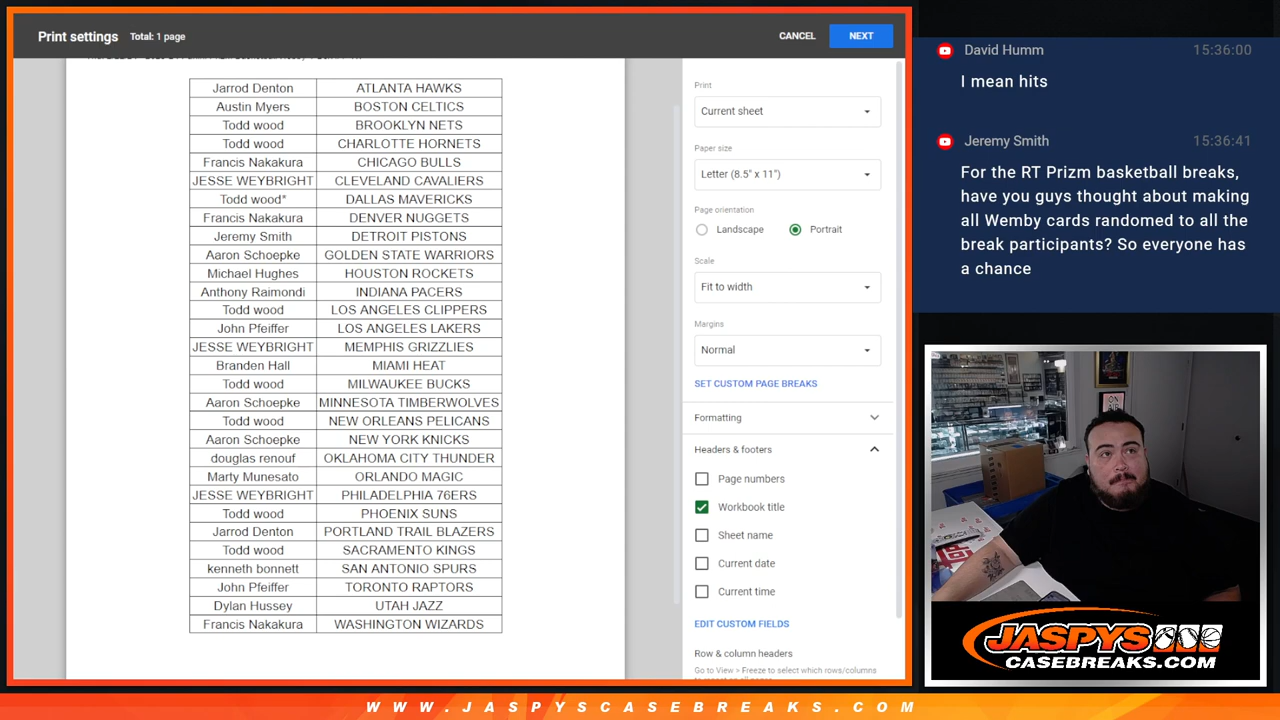 Print settings Total: 1 page
CANCEL
NEXT
Jarrod Denton ATLANTA HAWKS
Austin Myers BOSTON CELTICS
Todd wood BROOKLYN NETS
Todd wood CHARLOTTE HORNETS
Francis Nakakura CHICAGO BULLS
JESSE WEYBRIGHT CLEVELAND CAVALIERS
Todd wood* DALLAS MAVERICKS
Francis Nakakura DENVER NUGGETS
Jeremy Smith DETROIT PISTONS
Aaron Schoepke GOLDEN STATE WARRIORS
Michael Hughes HOUSTON ROCKETS
Anthony Raimondi INDIANA PACERS
Todd wood LOS ANGELES CLIPPERS
John Pfeiffer LOS ANGELES LAKERS
JESSE WEYBRIGHT MEMPHIS GRIZZLIES
Branden Hall MIAMI HEAT
Todd wood MILWAUKEE BUCKS
Aaron Schoepke MINNESOTA TIMBERWOLVES
Todd wood NEW ORLEANS PELICANS
Aaron Schoepke NEW YORK KNICKS
douglas renouf OKLAHOMA CITY THUNDER
Marty Munesato ORLANDO MAGIC
JESSE WEYBRIGHT PHILADELPHIA 76ERS
Todd wood PHOENIX SUNS
Jarrod Denton PORTLAND TRAIL BLAZERS
Todd wood SACRAMENTO KINGS
kenneth bonnett SAN ANTONIO SPURS
John Pfeiffer TORONTO RAPTORS
Dylan Hussey UTAH JAZZ
Francis Nakakura WASHINGTON WIZARDS
Print
Current sheet
Paper size
Letter (8.5" x 11")
Page orientation
Landscape Portrait
Scale
Fit to width
Margins
Normal
SET CUSTOM PAGE BREAKS
Formatting
Headers & footers
Page numbers
Workbook title
Sheet name
Current date
Current time
EDIT CUSTOM FIELDS
Row & column headers
Go to View > Freeze to select which rows/columns
David Humm 15:36:00
I mean hits
Jeremy Smith 15:36:41
For the RT Prizm basketball breaks,
have you guys thought about making
all Wemby cards randomed to all the
break participants? So everyone has
a chance
ON
AIR
JASPYS
CASEBREAKS.COM
WWW.JASPYSCASEBREAKS.COM